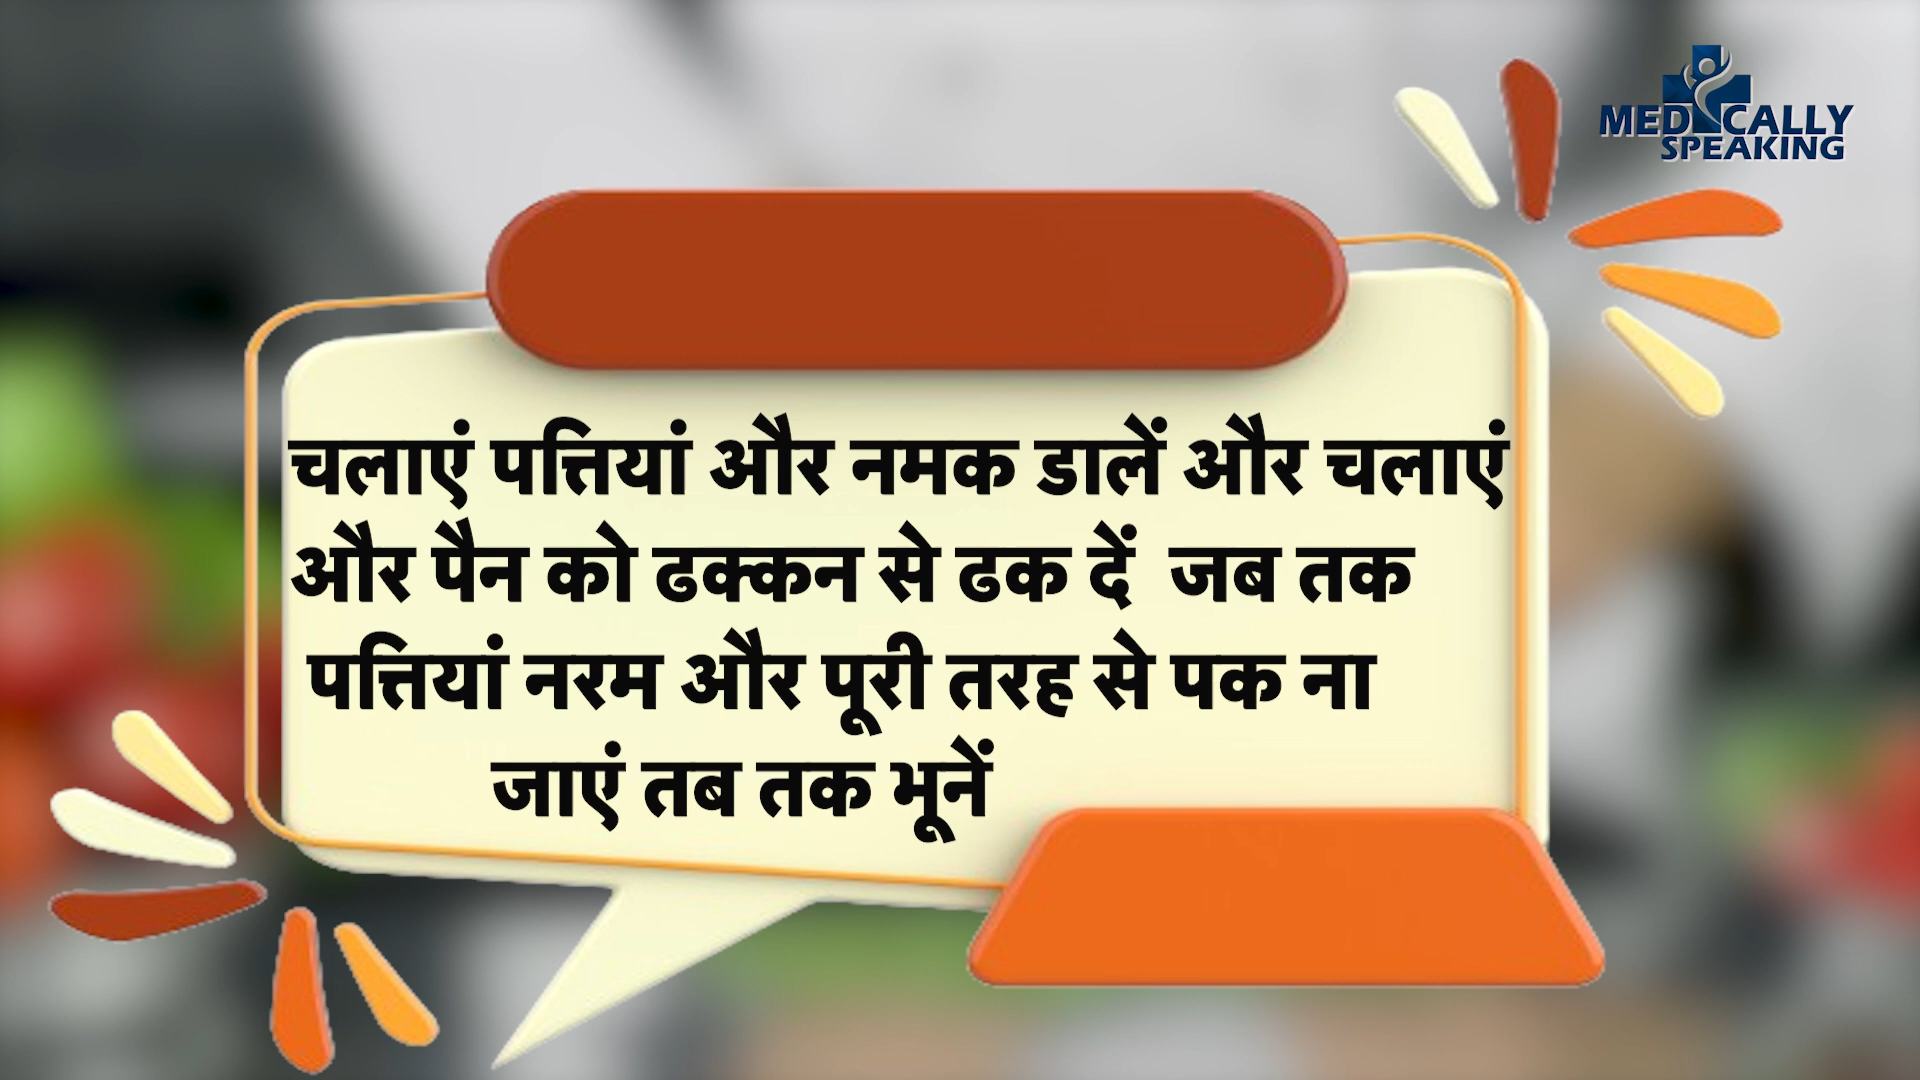 MEDICALLY
SPEAKING
चलाएं पत्तियां और नमक डालें और चलाएं
और पैन को ढक्कन से ढक दें जब तक
पत्तियां नरम और पूरी तरह से पक ना
जाएं तब तक भूनें